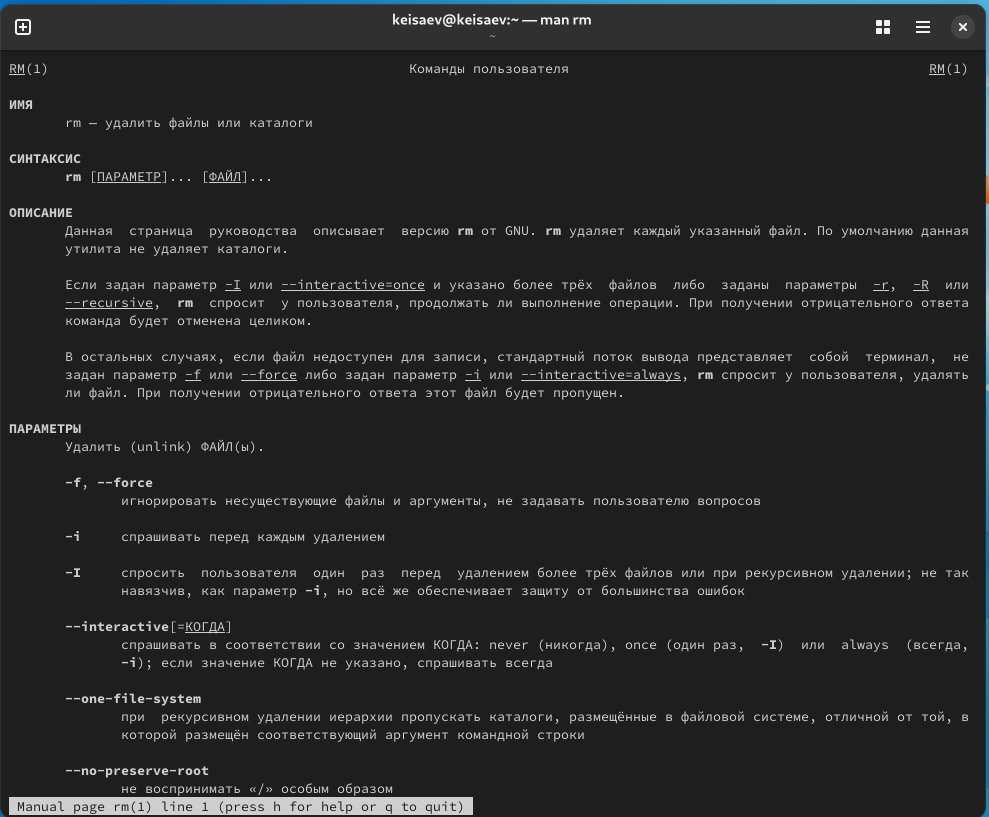 keisaev@keisaev:~ — man rm
~
RM(1) Команды пользователя RM(1)
ИМЯ
rm — удалить файлы или каталоги
СИНТАКСИС
rm [ПАРАМЕТР]... [ФАЙЛ]...
ОПИСАНИЕ
Данная страница руководства описывает версию rm от GNU. rm удаляет каждый указанный файл. По умолчанию данная
утилита не удаляет каталоги.
Если задан параметр -I или --interactive=once и указано более трёх файлов либо заданы параметры -r, -R или
--recursive, rm спросит у пользователя, продолжать ли выполнение операции. При получении отрицательного ответа
команда будет отменена целиком.
В остальных случаях, если файл недоступен для записи, стандартный поток вывода представляет собой терминал, не
задан параметр -f или --force либо задан параметр -i или --interactive=always, rm спросит у пользователя, удалять
ли файл. При получении отрицательного ответа этот файл будет пропущен.
ПАРАМЕТРЫ
Удалить (unlink) ФАЙЛ(ы).
-f, --force
игнорировать несуществующие файлы и аргументы, не задавать пользователю вопросов
-i спрашивать перед каждым удалением
-I спросить пользователя один раз перед удалением более трёх файлов или при рекурсивном удалении; не так
навязчив, как параметр -i, но всё же обеспечивает защиту от большинства ошибок
--interactive[=КОГДА]
спрашивать в соответствии со значением КОГДА: never (никогда), once (один раз, -I) или always (всегда,
-i); если значение КОГДА не указано, спрашивать всегда
--one-file-system
при рекурсивном удалении иерархии пропускать каталоги, размещённые в файловой системе, отличной от той, в
которой размещён соответствующий аргумент командной строки
--no-preserve-root
не воспринимать «/» особым образом
Manual page rm(1) line 1 (press h for help or q to quit)